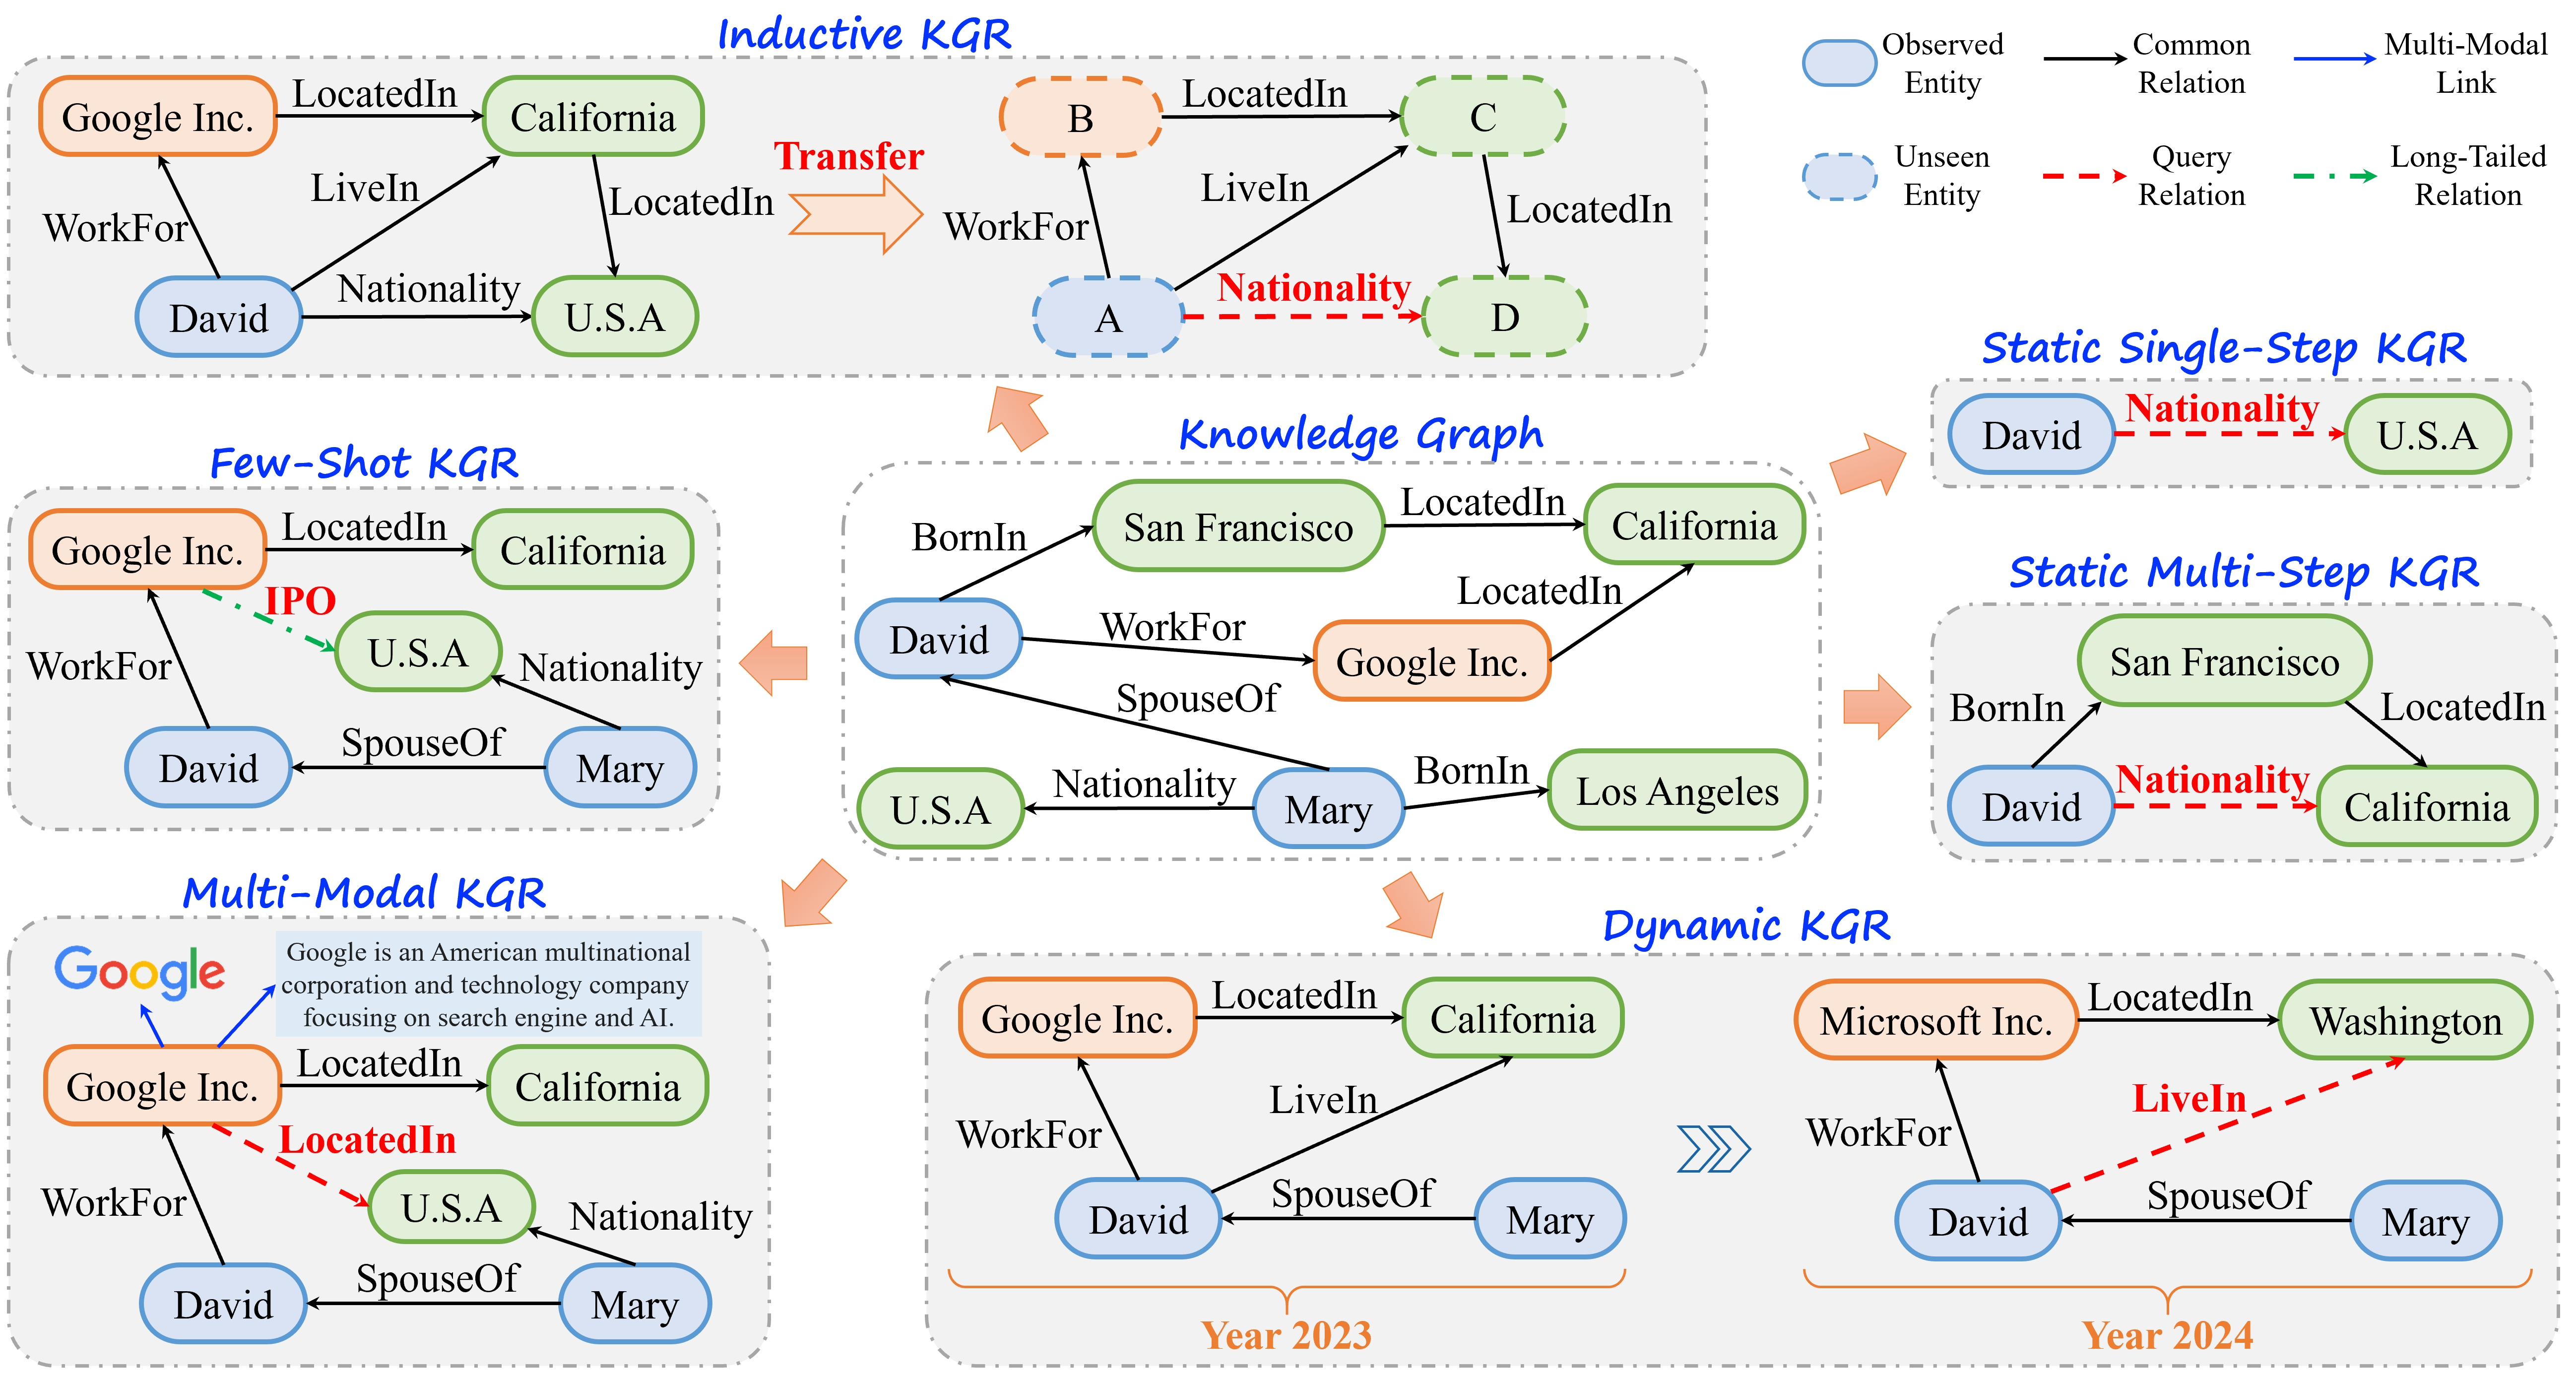 Inductive KGR
Google Inc.
LocatedIn
California
WorkFor
LiveIn
LocatedIn
David
Nationality
U.S.A
Transfer
B
LocatedIn
C
WorkFor
LiveIn
LocatedIn
A
Nationality
D
Observed
Entity
Common
Relation
Multi-Modal
Link
Unseen
Entity
Query
Relation
Long-Tailed
Relation
Static Single-Step KGR
David
Nationality
U.S.A
Few-Shot KGR
Google Inc.
LocatedIn
California
IPO
U.S.A
WorkFor
Nationality
David
SpouseOf
Mary
Knowledge Graph
BornIn
San Francisco
LocatedIn
California
David
WorkFor
LocatedIn
Google Inc.
SpouseOf
U.S.A
Nationality
Mary
BornIn
Los Angeles
Static Multi-Step KGR
San Francisco
BornIn
LocatedIn
David
Nationality
California
Multi-Modal KGR
Google
Google is an American multinational
corporation and technology company
focusing on search engine and AI.
Google Inc.
LocatedIn
California
LocatedIn
WorkFor
U.S.A
Nationality
David
SpouseOf
Mary
Dynamic KGR
Google Inc.
LocatedIn
California
WorkFor
LiveIn
David
SpouseOf
Mary
Year 2023
Microsoft Inc.
LocatedIn
Washington
WorkFor
LiveIn
David
SpouseOf
Mary
Year 2024